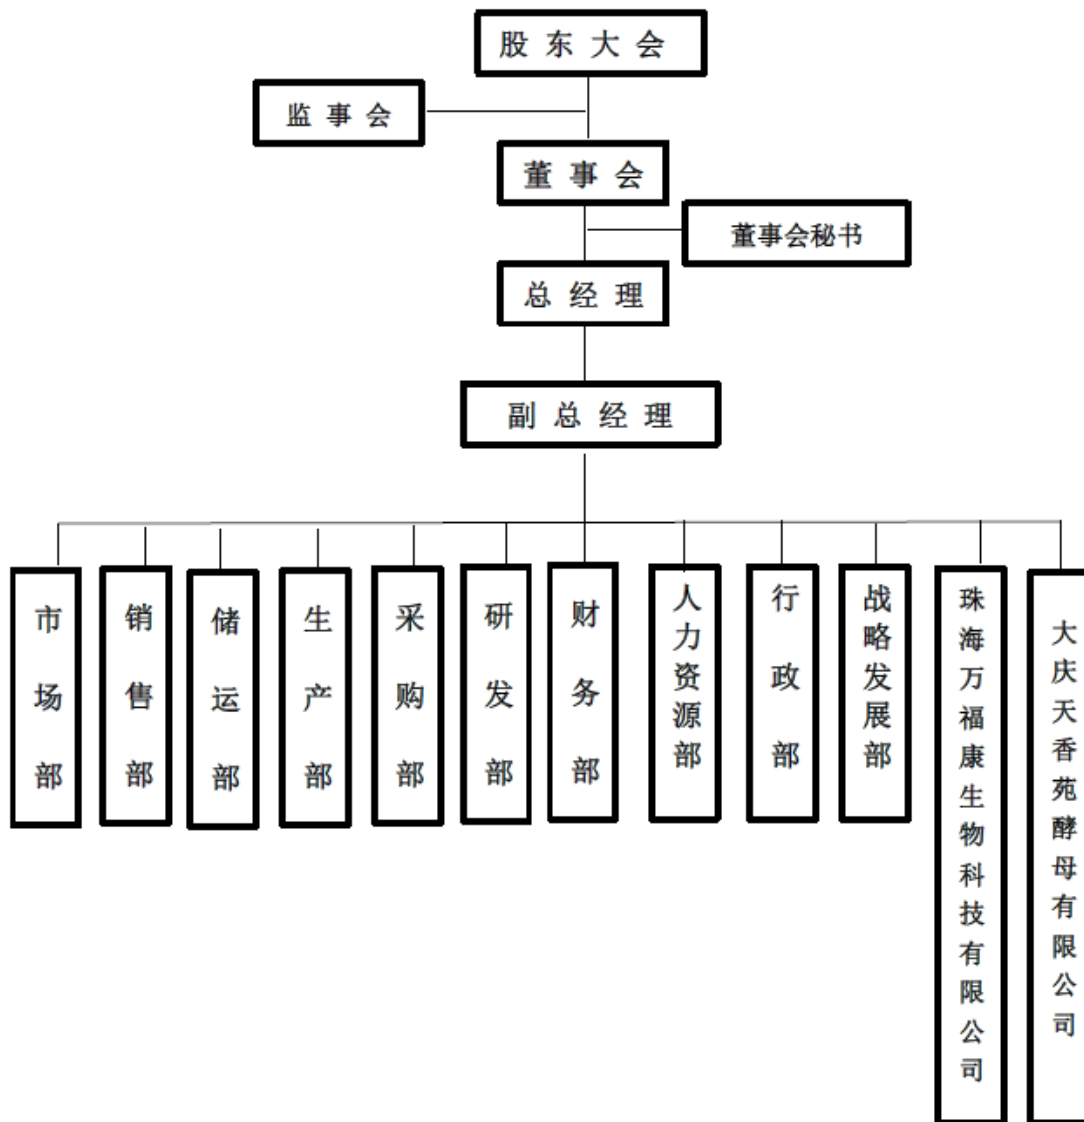 股东大会
监事会
董事会
董事会秘书
总经理
副总经理
市场部
销售部
储运部
生产部
采购部
研发部
财务部
人力资源部
行政部
战略发展部
珠海万福康生物科技有限公司
大庆天香苑酵母有限公司